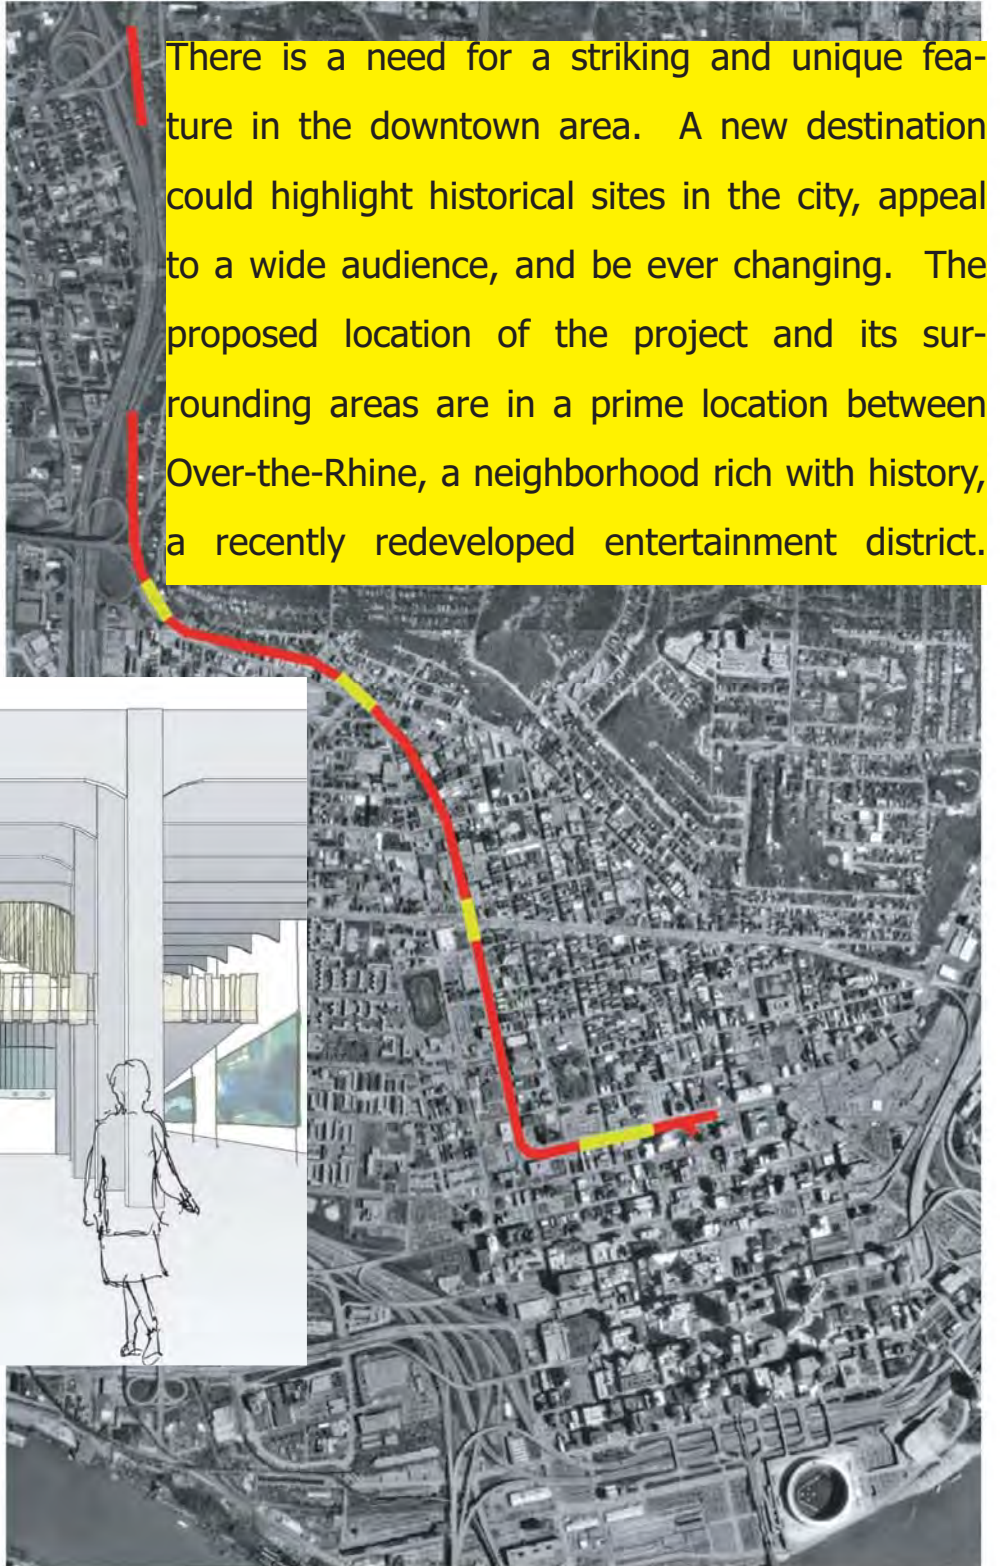 There is a need for a striking and unique fea-
ture in the downtown area. A new destination
could highlight historical sites in the city, appeal
to a wide audience, and be ever changing. The
proposed location of the project and its sur-
rounding areas are in a prime location between
Over-the-Rhine, a neighborhood rich with history,
a recently redeveloped entertainment district.